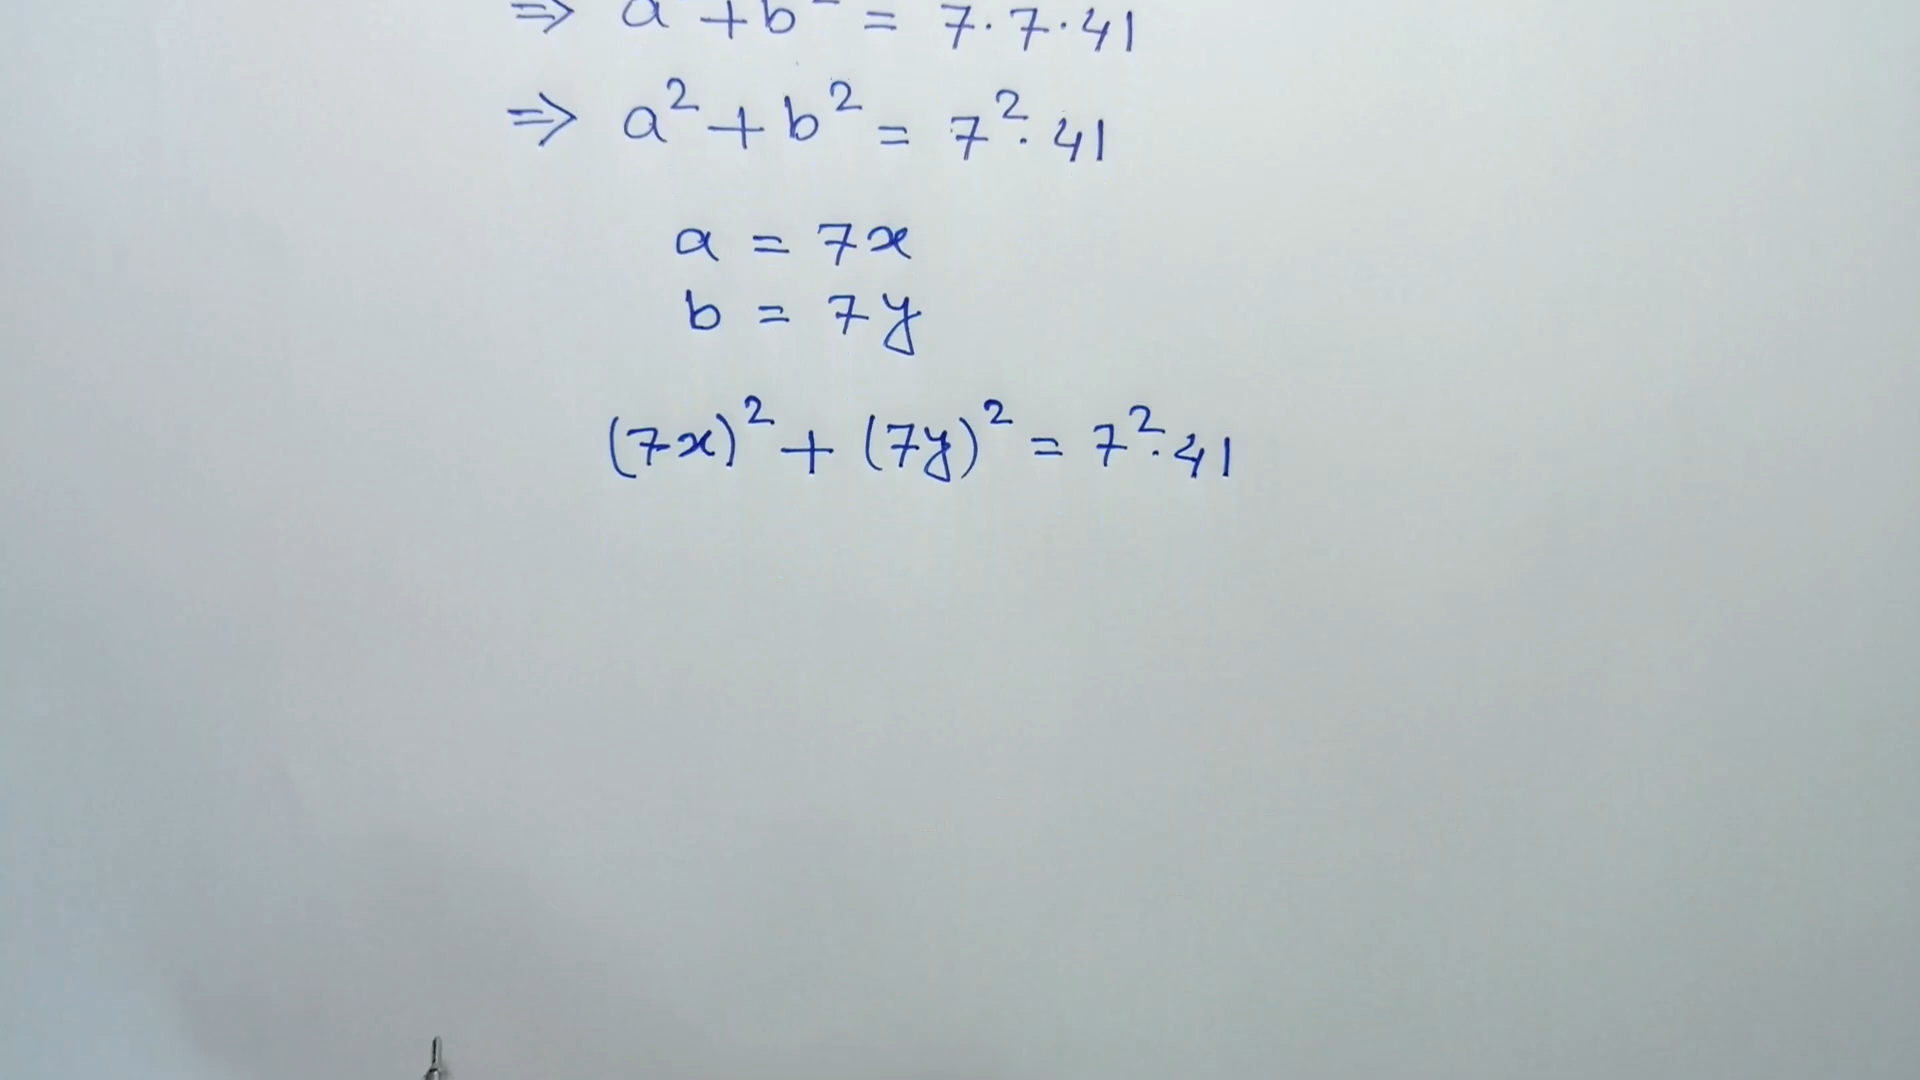 ⇒ a² + b² = 7·7·41
⇒ a² + b² = 7²·41
a = 7x
b = 7y
(7x)² + (7y)² = 7²·41